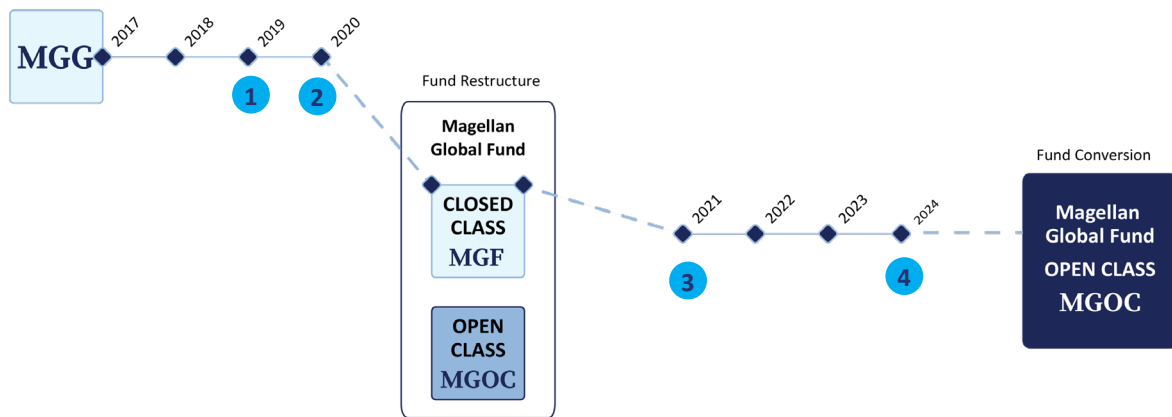 MGG
2017
2018
2019
2020
1
2
Fund Restructure
Magellan
Global Fund
CLOSED
CLASS
MGF
OPEN
CLASS
MGOC
2021
2022
2023
2024
3
4
Fund Conversion
Magellan
Global Fund
OPEN CLASS
MGOC